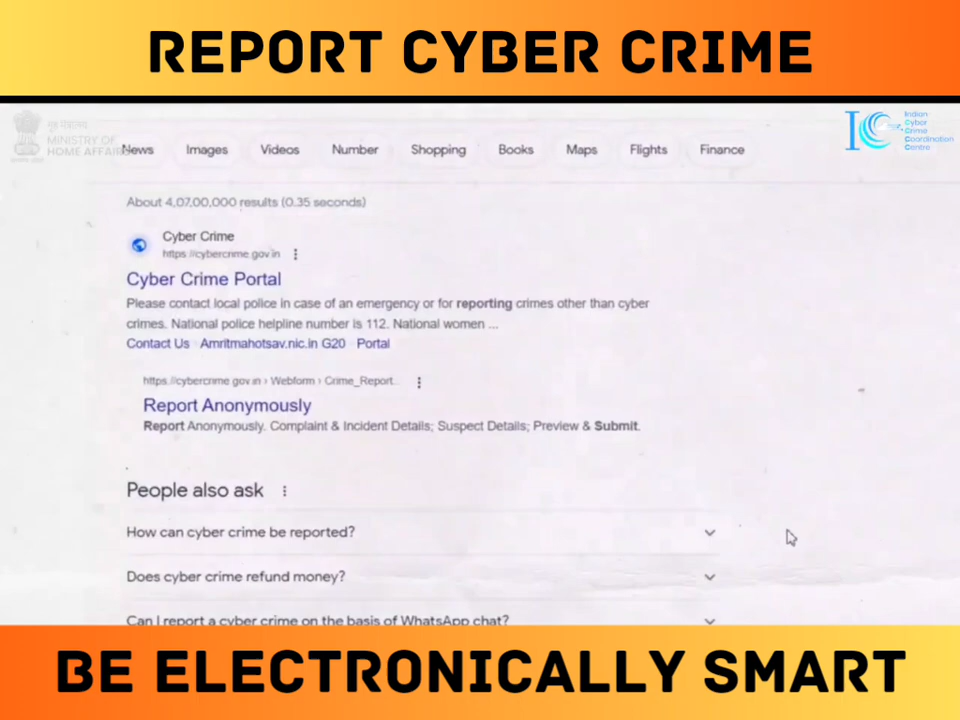 REPORT CYBER CRIME
गृह मंत्रालय
MINISTRY OF
HOME AFFAIRS
Indian
Cyber
Crime
Coordination
Centre
News Images Videos Number Shopping Books Maps Flights Finance
About 4,07,00,000 results (0.35 seconds)
Cyber Crime
https://cybercrime.gov.in
Cyber Crime Portal
Please contact local police in case of an emergency or for reporting crimes other than cyber
crimes. National police helpline number is 112. National women ...
Contact Us Amritmahotsav.nic.in G20 Portal
https://cybercrime.gov.in › Webform › Crime_Report...
Report Anonymously
Report Anonymously. Complaint & Incident Details; Suspect Details; Preview & Submit.
People also ask
How can cyber crime be reported?
Does cyber crime refund money?
Can I report a cyber crime on the basis of WhatsApp chat?
BE ELECTRONICALLY SMART